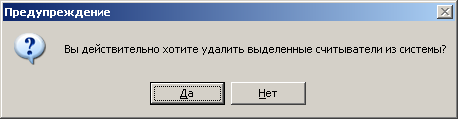 Предупреждение
Вы действительно хотите удалить выделенные считыватели из системы?
Да
Нет